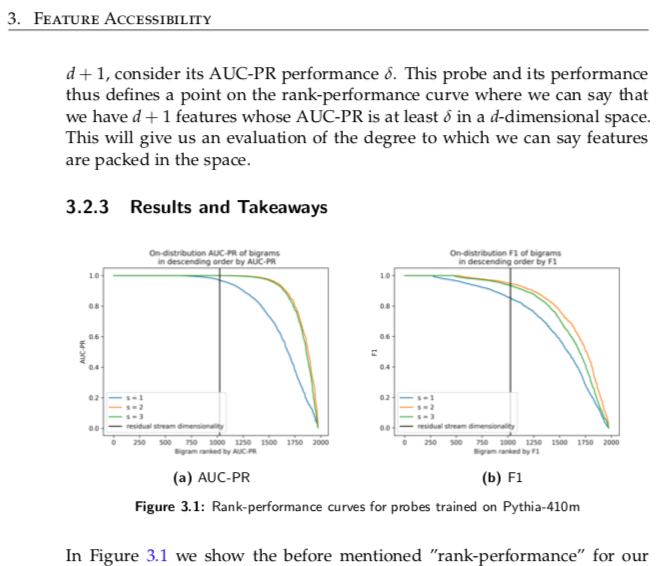 3. FEATURE ACCESSIBILITY
d + 1, consider its AUC-PR performance δ. This probe and its performance
thus defines a point on the rank-performance curve where we can say that
we have d + 1 features whose AUC-PR is at least δ in a d-dimensional space.
This will give us an evaluation of the degree to which we can say features
are packed in the space.
3.2.3 Results and Takeaways
On-distribution AUC-PR of bigrams
in descending order by AUC-PR
1.0
0.8
0.6
0.4
0.2
0.0
AUC-PR
s = 1
s = 2
s = 3
residual stream dimensionality
0 250 500 750 1000 1250 1500 1750 2000
Bigram ranked by AUC-PR
(a) AUC-PR
On-distribution F1 of bigrams
in descending order by F1
1.0
0.8
0.6
0.4
0.2
0.0
F1
s = 1
s = 2
s = 3
residual stream dimensionality
0 250 500 750 1000 1250 1500 1750 2000
Bigram ranked by F1
(b) F1
Figure 3.1: Rank-performance curves for probes trained on Pythia-410m
In Figure 3.1 we show the before mentioned ”rank-performance” for our